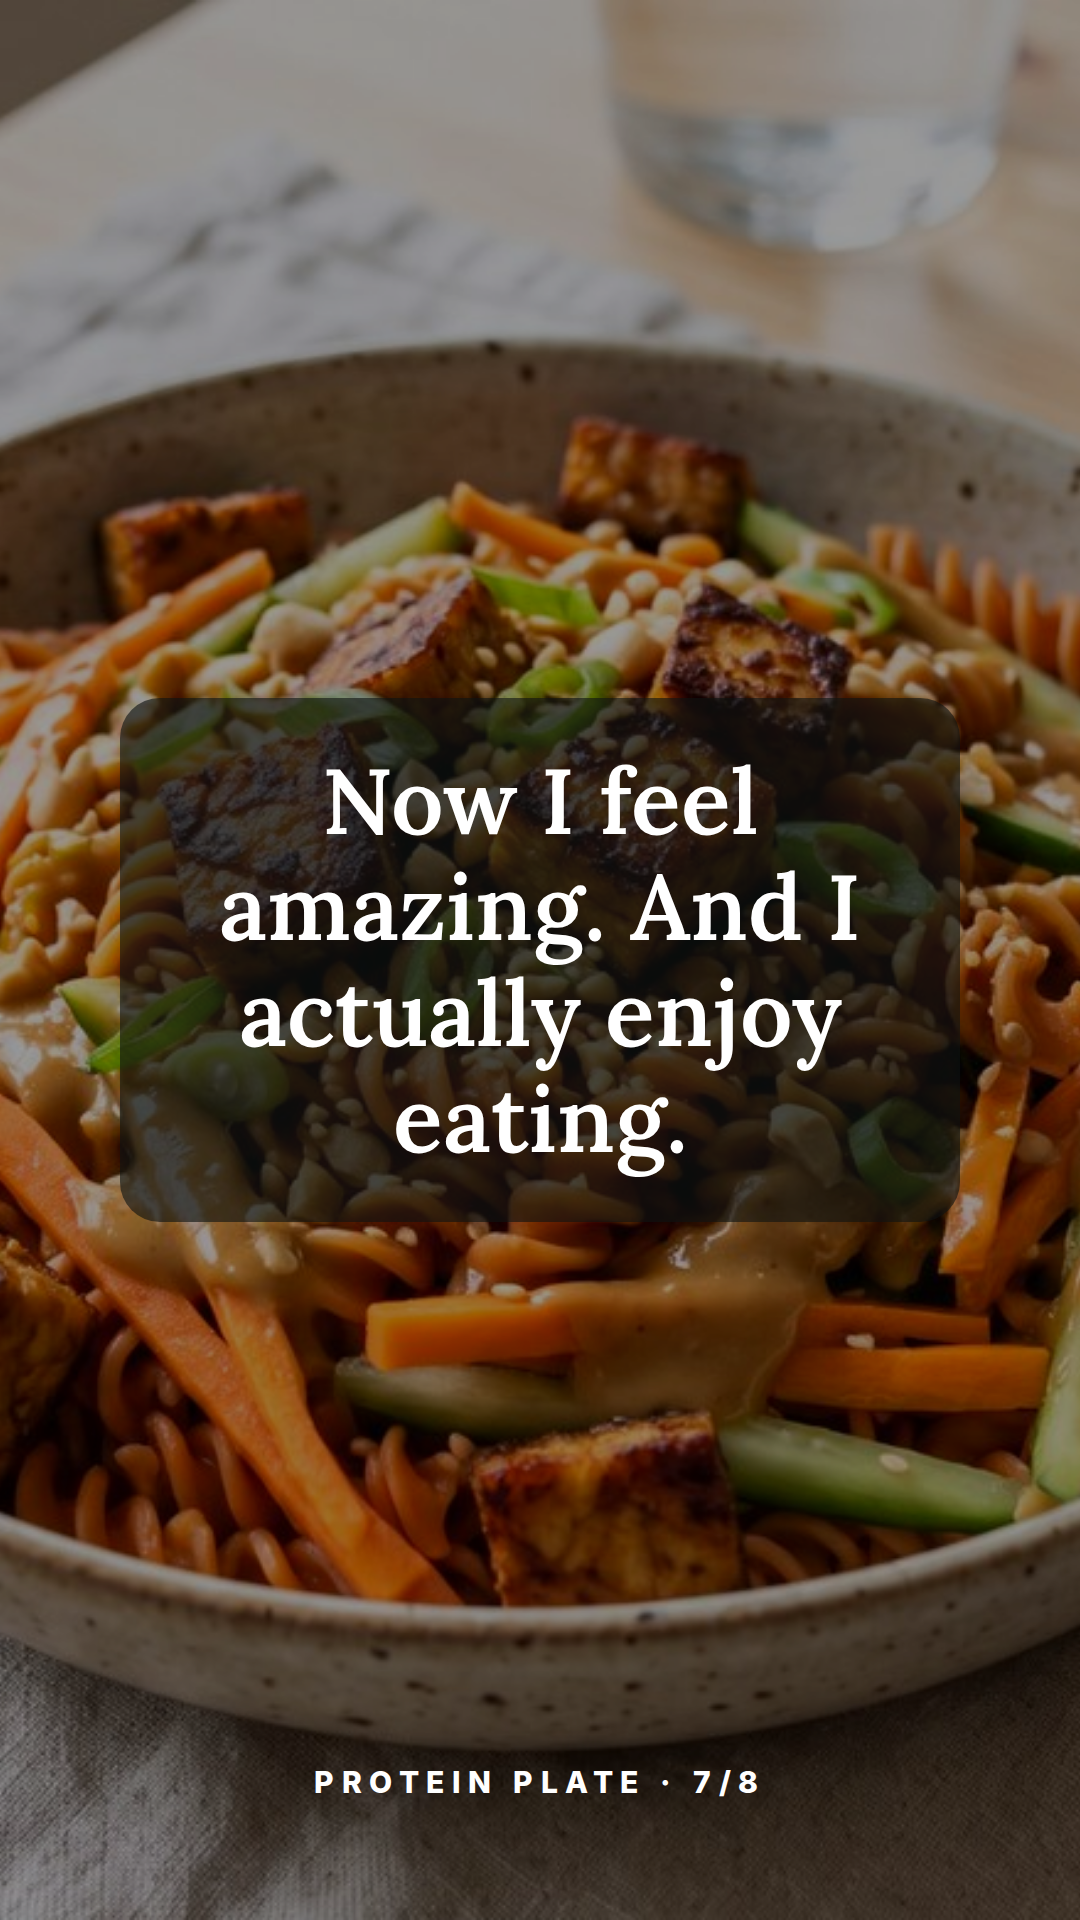 Now I feel
amazing. And I
actually enjoy
eating.
PROTEIN PLATE · 7/8